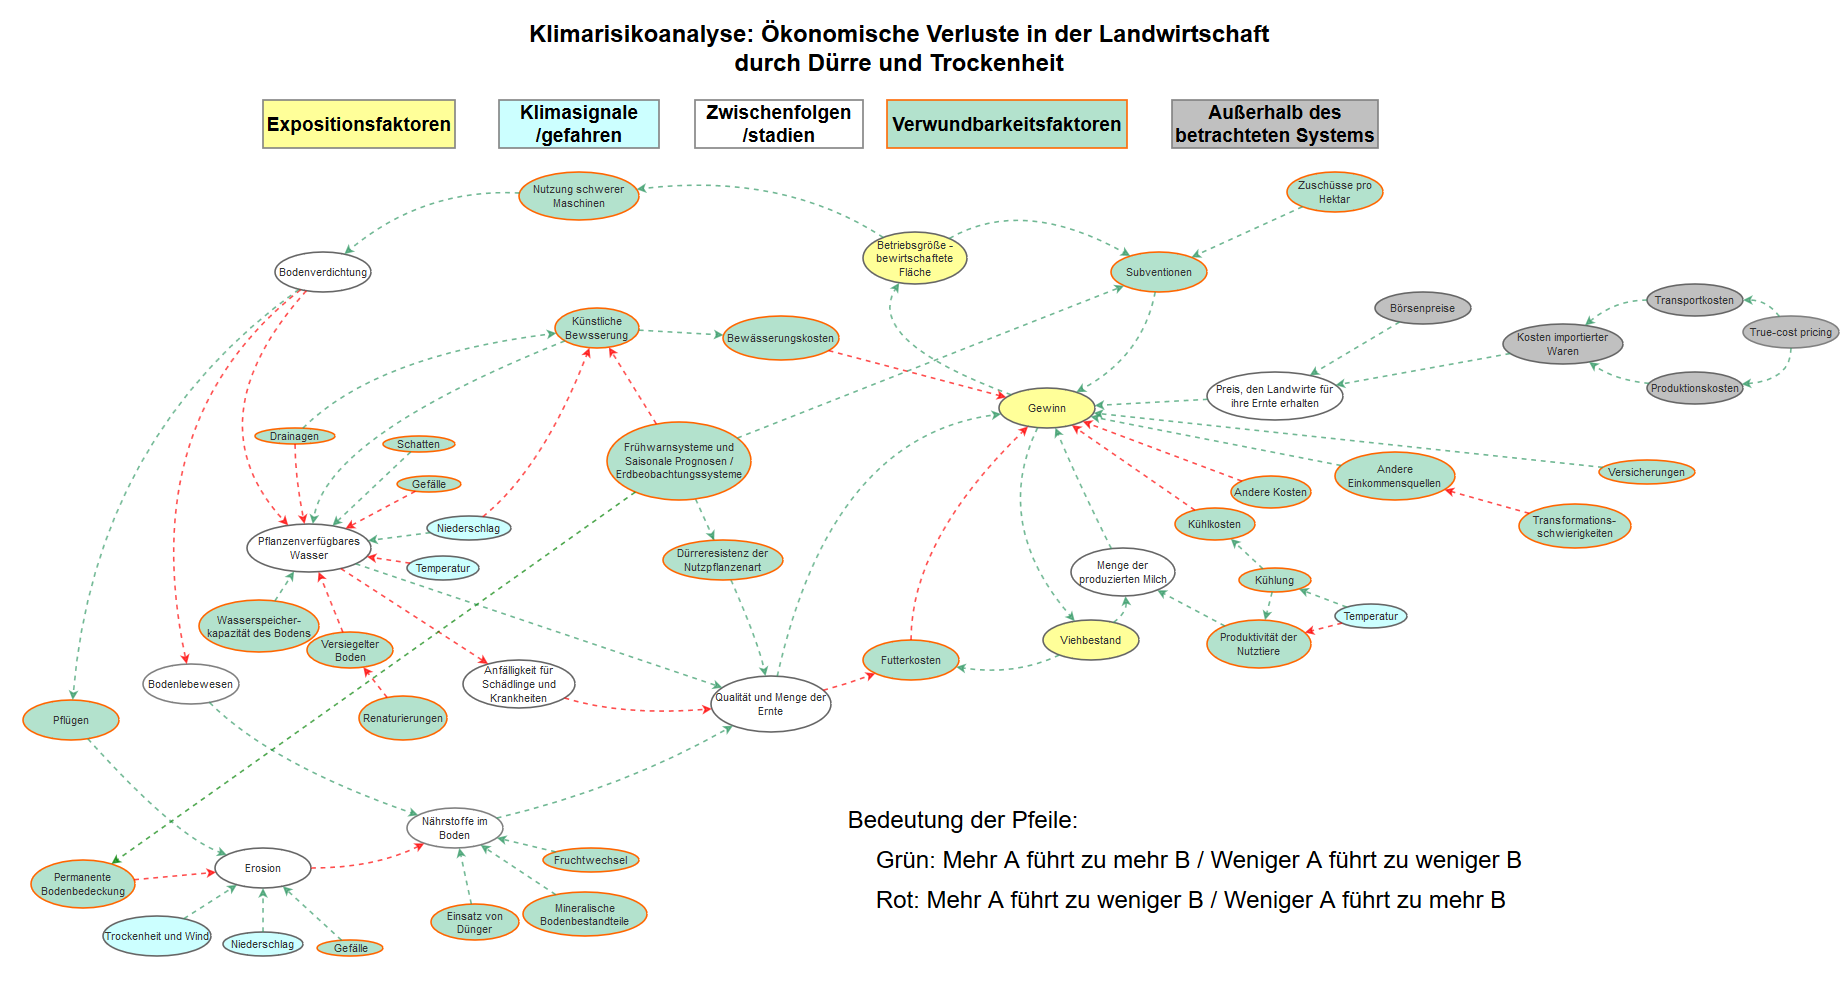 Klimarisikoanalyse: Ökonomische Verluste in der Landwirtschaft
durch Dürre und Trockenheit
Expositionsfaktoren
Klimasignale
/gefahren
Zwischenfolgen
/stadien
Verwundbarkeitsfaktoren
Außerhalb des
betrachteten Systems
Nutzung schwerer
Maschinen
Zuschüsse pro
Hektar
Betriebsgröße -
bewirtschaftete
Fläche
Bodenverdichtung
Subventionen
Künstliche
Bewsserung
Bewässerungskosten
Börsenpreise
Transportkosten
Kosten importierter
Waren
True-cost pricing
Produktionskosten
Preis, den Landwirte für
ihre Ernte erhalten
Gewinn
Drainagen
Schatten
Gefälle
Frühwarnsysteme und
Saisonale Prognosen /
Erdbeobachtungssysteme
Andere
Einkommensquellen
Versicherungen
Andere Kosten
Kühlkosten
Transformations-
schwierigkeiten
Niederschlag
Pflanzenverfügbares
Wasser
Temperatur
Dürreresistenz der
Nutzpflanzenart
Menge der
produzierten Milch
Kühlung
Temperatur
Wasserspeicher-
kapazität des Bodens
Versiegelter
Boden
Viehbestand
Produktivität der
Nutztiere
Futterkosten
Bodenlebewesen
Anfälligkeit für
Schädlinge und
Krankheiten
Qualität und Menge der
Ernte
Pflügen
Renaturierungen
Nährstoffe im
Boden
Bedeutung der Pfeile:
Grün: Mehr A führt zu mehr B / Weniger A führt zu weniger B
Rot: Mehr A führt zu weniger B / Weniger A führt zu mehr B
Fruchtwechsel
Erosion
Permanente
Bodenbedeckung
Mineralische
Bodenbestandteile
Einsatz von
Dünger
Trockenheit und Wind
Niederschlag
Gefälle